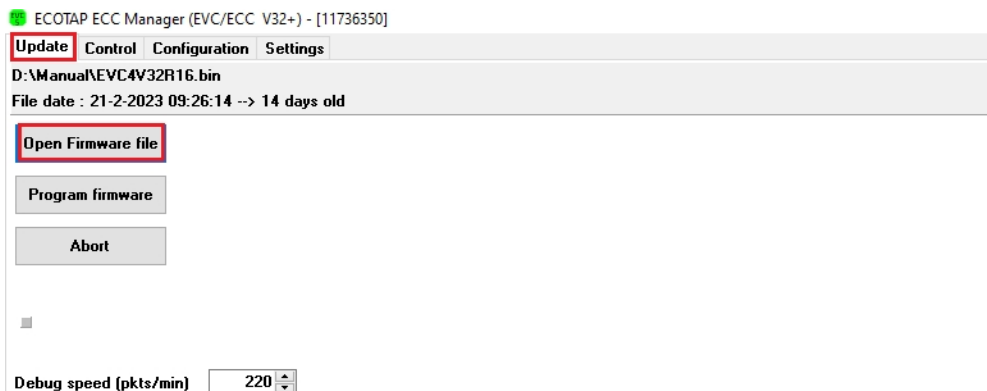 ECOTAP ECC Manager (EVC/ECC V32+) - [11736350]
Update Control Configuration Settings
D:\Manual\EVC4V32R16.bin
File date : 21-2-2023 09:26:14 --> 14 days old
Open Firmware file
Program firmware
Abort
Debug speed (pkts/min) 220